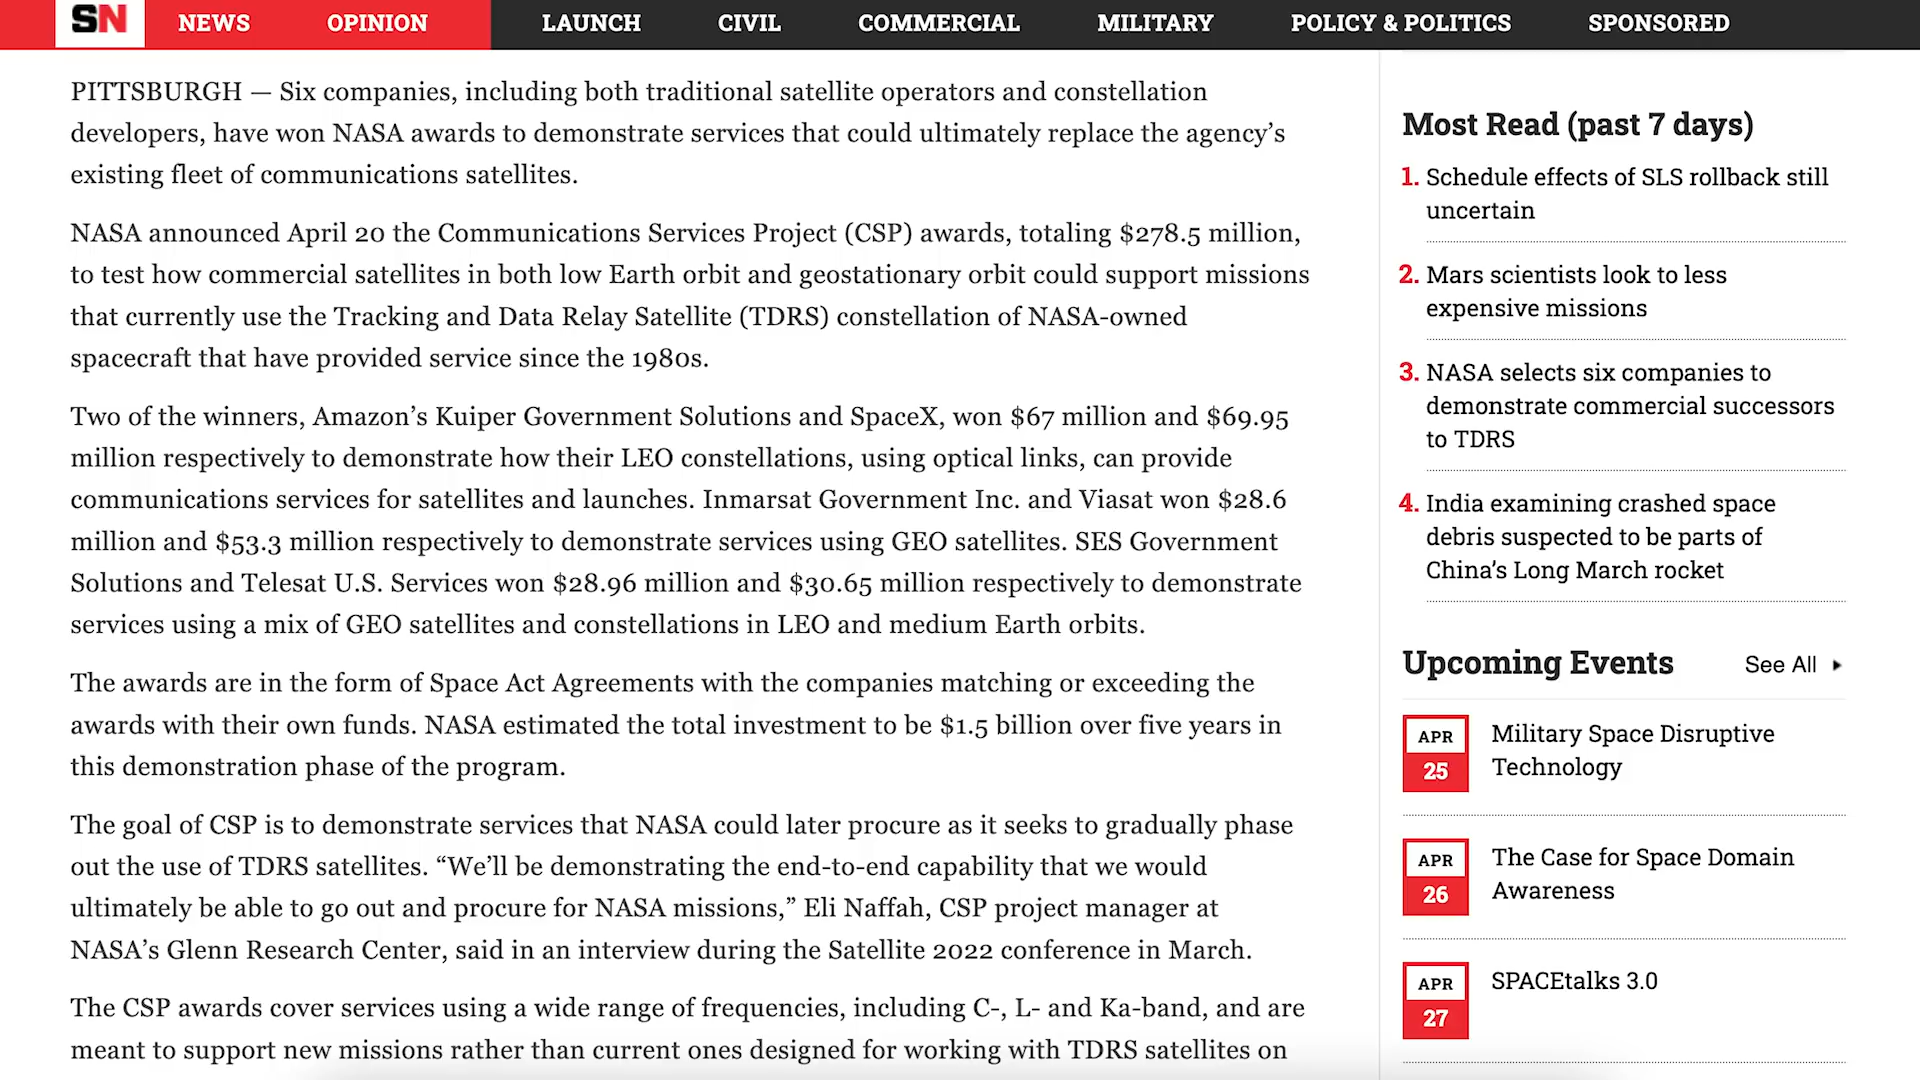 SN NEWS OPINION LAUNCH CIVIL COMMERCIAL MILITARY POLICY & POLITICS SPONSORED
PITTSBURGH — Six companies, including both traditional satellite operators and constellation
developers, have won NASA awards to demonstrate services that could ultimately replace the agency’s
existing fleet of communications satellites.
NASA announced April 20 the Communications Services Project (CSP) awards, totaling $278.5 million,
to test how commercial satellites in both low Earth orbit and geostationary orbit could support missions
that currently use the Tracking and Data Relay Satellite (TDRS) constellation of NASA-owned
spacecraft that have provided service since the 1980s.
Two of the winners, Amazon’s Kuiper Government Solutions and SpaceX, won $67 million and $69.95
million respectively to demonstrate how their LEO constellations, using optical links, can provide
communications services for satellites and launches. Inmarsat Government Inc. and Viasat won $28.6
million and $53.3 million respectively to demonstrate services using GEO satellites. SES Government
Solutions and Telesat U.S. Services won $28.96 million and $30.65 million respectively to demonstrate
services using a mix of GEO satellites and constellations in LEO and medium Earth orbits.
The awards are in the form of Space Act Agreements with the companies matching or exceeding the
awards with their own funds. NASA estimated the total investment to be $1.5 billion over five years in
this demonstration phase of the program.
The goal of CSP is to demonstrate services that NASA could later procure as it seeks to gradually phase
out the use of TDRS satellites. “We’ll be demonstrating the end-to-end capability that we would
ultimately be able to go out and procure for NASA missions,” Eli Naffah, CSP project manager at
NASA’s Glenn Research Center, said in an interview during the Satellite 2022 conference in March.
The CSP awards cover services using a wide range of frequencies, including C-, L- and Ka-band, and are
meant to support new missions rather than current ones designed for working with TDRS satellites on
Most Read (past 7 days)
1. Schedule effects of SLS rollback still
uncertain
2. Mars scientists look to less
expensive missions
3. NASA selects six companies to
demonstrate commercial successors
to TDRS
4. India examining crashed space
debris suspected to be parts of
China’s Long March rocket
Upcoming Events See All
APR
25
Military Space Disruptive
Technology
APR
26
The Case for Space Domain
Awareness
APR
27
SPACEtalks 3.0